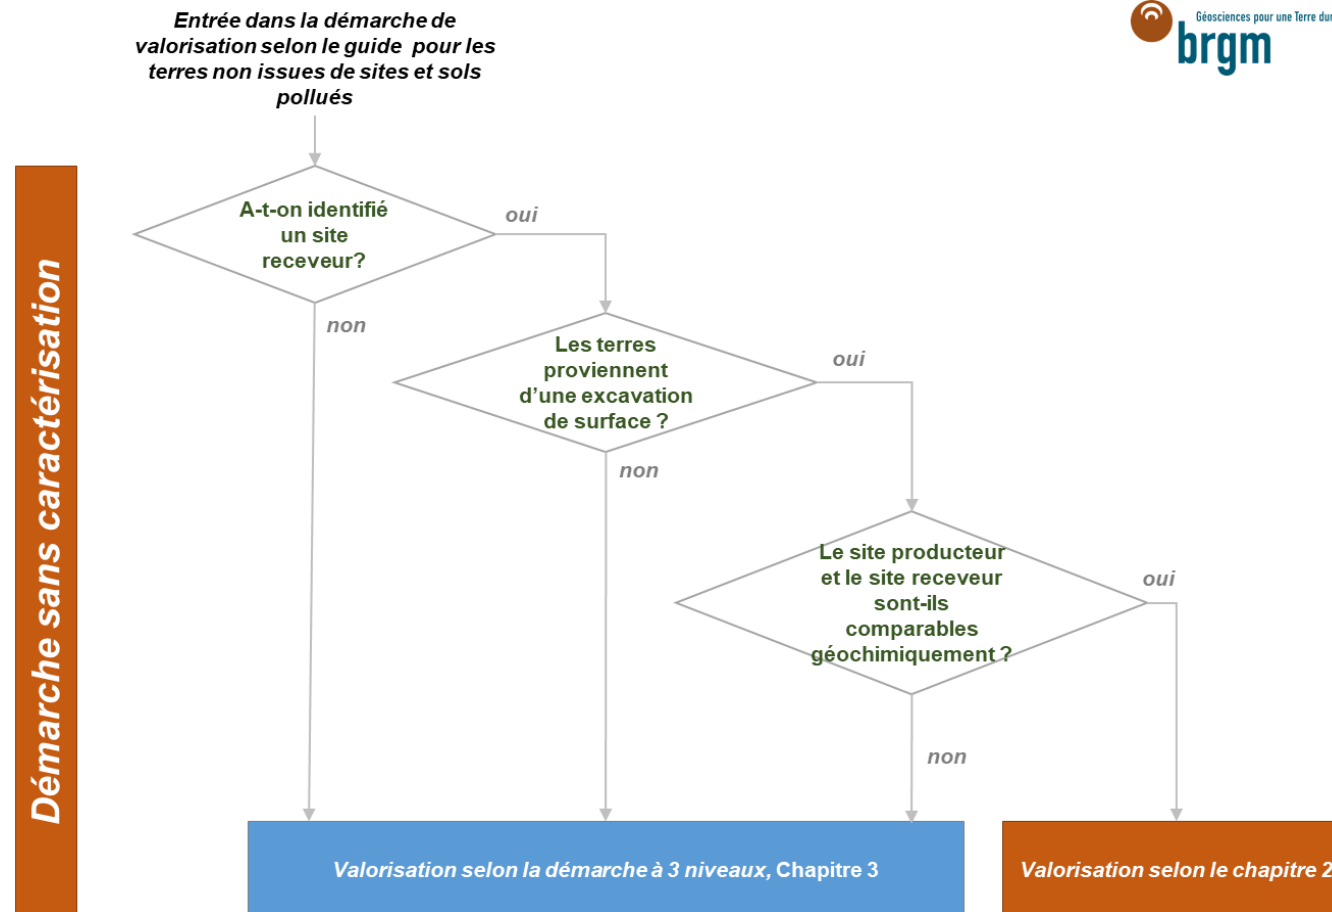 Entrée dans la démarche de
valorisation selon le guide pour les
terres non issues de sites et sols
pollués
Géosciences pour une Terre
brgm
Démarche sans caractérisation
A-t-on identifié
un site
receveur?
oui
non
Les terres
proviennent
d'une excavation
de surface ?
oui
non
Le site producteur
et le site receveur
sont-ils
comparables
géochimiquement ?
oui
non
Valorisation selon la démarche à 3 niveaux, Chapitre 3
Valorisation selon le chapitre 2